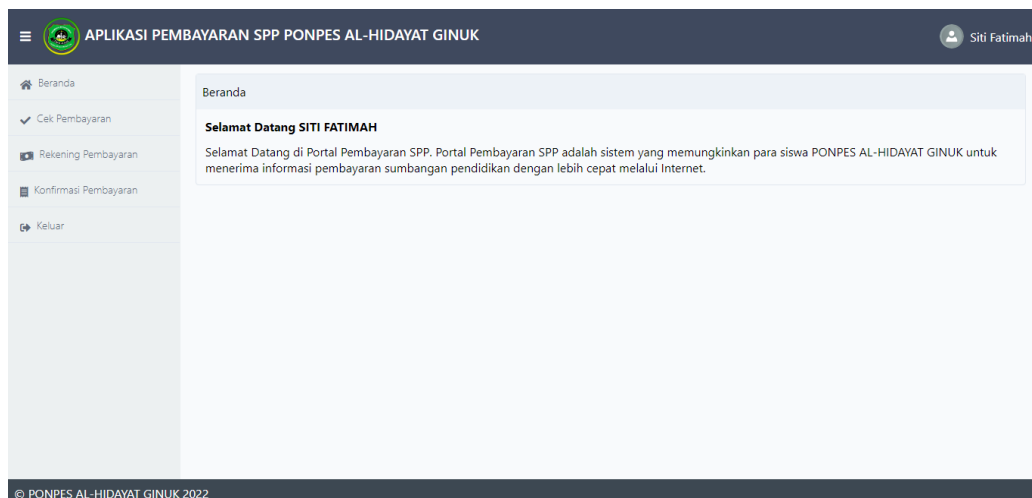 APLIKASI PEMBAYARAN SPP PONPES AL-HIDAYAT GINUK
Siti Fatimah
Beranda
Cek Pembayaran
Rekening Pembayaran
Konfirmasi Pembayaran
Keluar
Beranda
Selamat Datang SITI FATIMAH
Selamat Datang di Portal Pembayaran SPP. Portal Pembayaran SPP adalah sistem yang memungkinkan para siswa PONPES AL-HIDAYAT GINUK untuk
menerima informasi pembayaran sumbangan pendidikan dengan lebih cepat melalui Internet.
© PONPES AL-HIDAYAT GINUK 2022